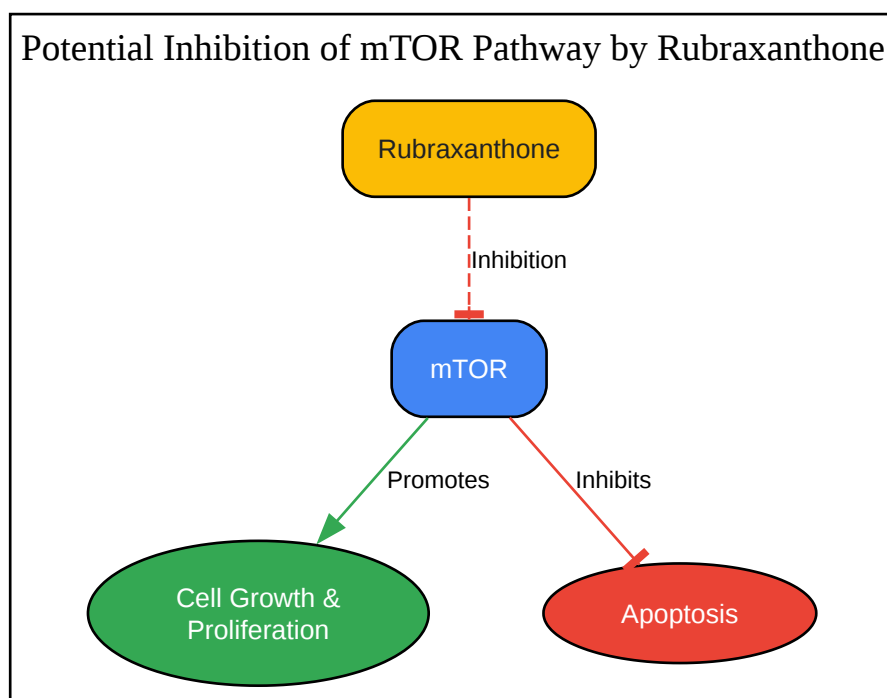 Potential Inhibition of mTOR Pathway by Rubraxanthone
Rubraxanthone
Inhibition
mTOR
Promotes
Inhibits
Cell Growth &
Proliferation
Apoptosis